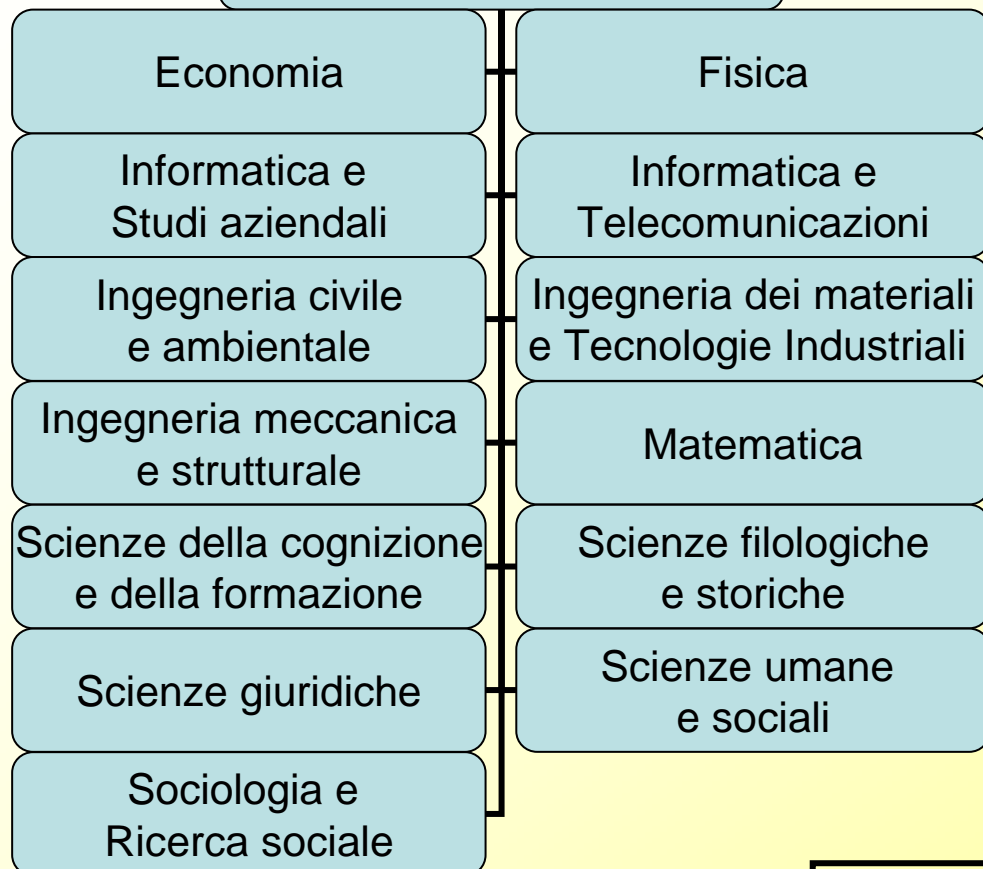 Economia
Fisica
Informatica e
Studi aziendali
Informatica e
Telecomunicazioni
Ingegneria civile
e ambientale
Ingegneria dei materiali
e Tecnologie Industriali
Ingegneria meccanica
e strutturale
Matematica
Scienze della cognizione
e della formazione
Scienze filologiche
e storiche
Scienze giuridiche
Scienze umane
e sociali
Sociologia e
Ricerca sociale